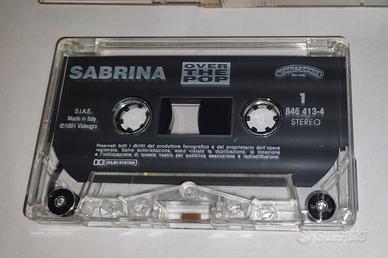 SABRINA
OVER
THE
POP
Casablanca
S.I.A.E.
Made in Italy
℗1991 Videogram
1
846 413-4
STEREO
Riservati tutti i diritti del produttore fonografico e del proprietario dell'opera
registrata. Salvo autorizzazione, sono vietate la duplicazione, la locazione
e l'utilizzazione di questo nastro per pubblica esecuzione e radiodiffusione.
DOLBY SYSTEM
subito